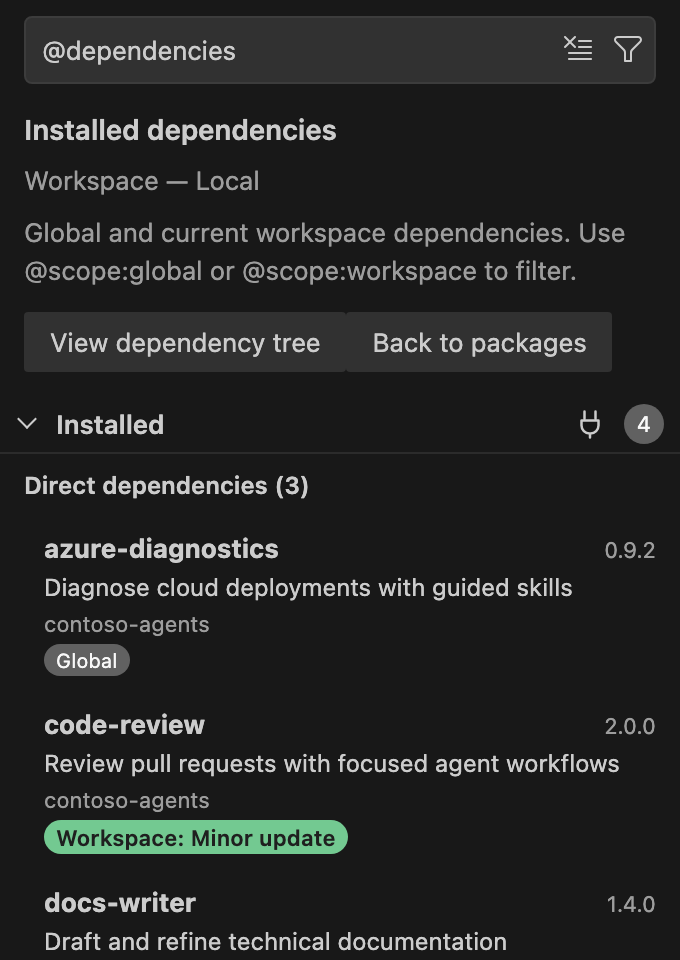 @dependencies
Installed dependencies
Workspace — Local
Global and current workspace dependencies. Use
@scope:global or @scope:workspace to filter.
View dependency tree
Back to packages
Installed
4
Direct dependencies (3)
azure-diagnostics
0.9.2
Diagnose cloud deployments with guided skills
contoso-agents
Global
code-review
2.0.0
Review pull requests with focused agent workflows
contoso-agents
Workspace: Minor update
docs-writer
1.4.0
Draft and refine technical documentation